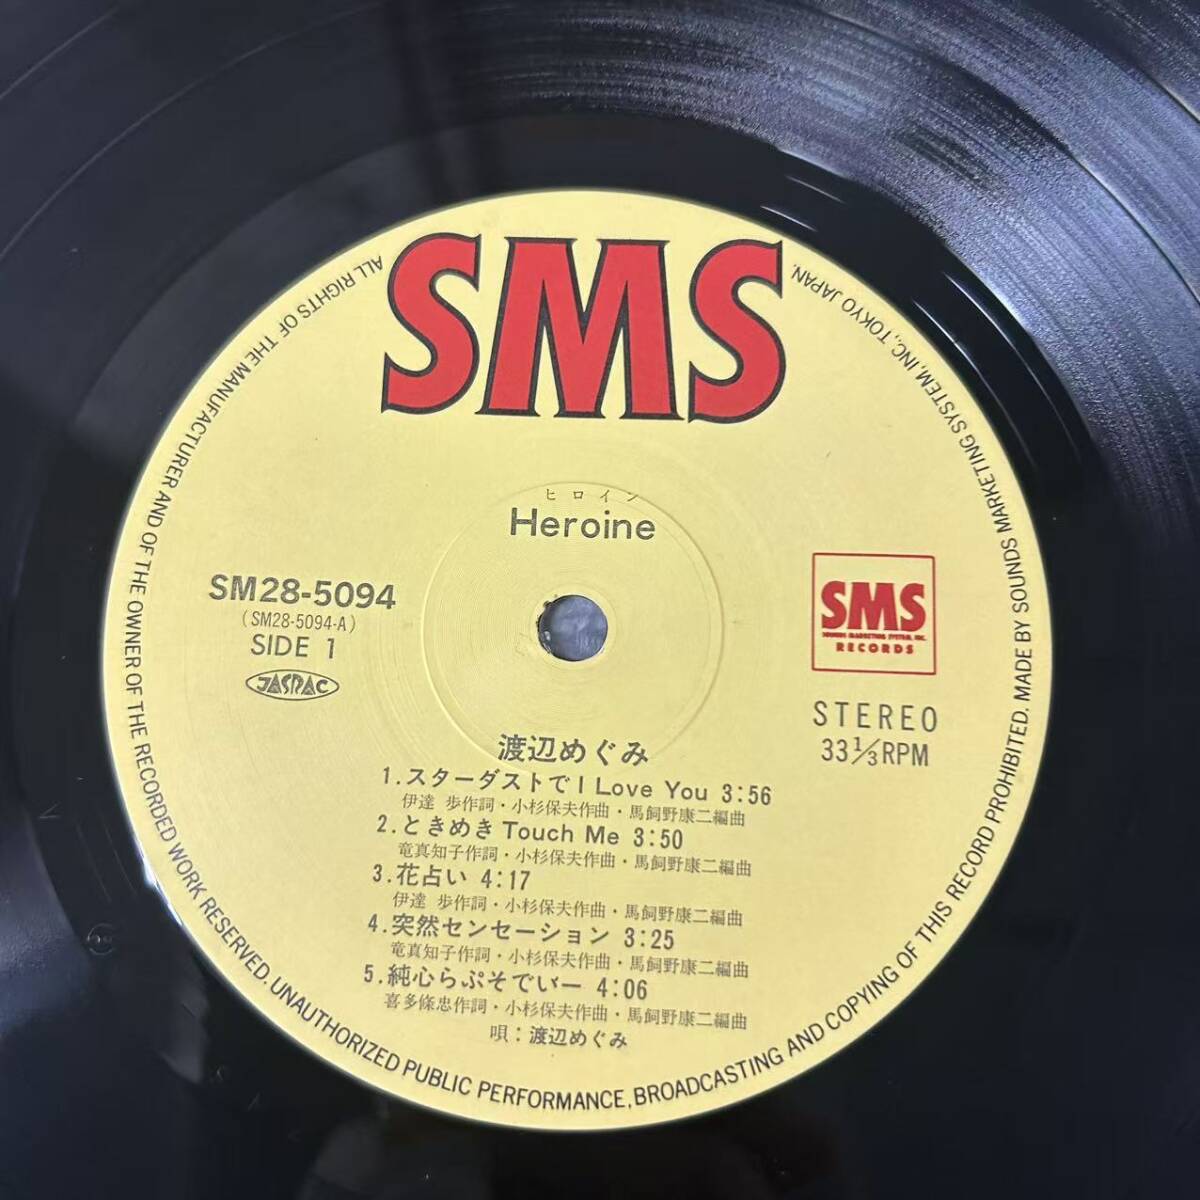 SMS
ヒロイン
Heroine
SM28-5094
(SM28-5094-A)
SIDE 1
JASRAC
SMS
SOUNDS MARKETING SYSTEM, INC.
RECORDS
STEREO
33 1/3 RPM
渡辺めぐみ
1.スターダストで I Love You 3:56
伊達 歩作詞・小杉保夫作曲・馬飼野康二編曲
2.ときめき Touch Me 3:50
竜真知子作詞・小杉保夫作曲・馬飼野康二編曲
3.花占い 4:17
伊達 歩作詞・小杉保夫作曲・馬飼野康二編曲
4.突然センセーション 3:25
竜真知子作詞・小杉保夫作曲・馬飼野康二編曲
5.純心らぷそでぃー 4:06
喜多條忠作詞・小杉保夫作曲・馬飼野康二編曲
唄：渡辺めぐみ
ALL RIGHTS OF THE MANUFACTURER AND OF THE OWNER OF THE RECORDED WORK RESERVED. UNAUTHORIZED PUBLIC PERFORMANCE, BROADCASTING AND COPYING OF THIS RECORD PROHIBITED. MADE BY SOUNDS MARKETING SYSTEM, INC., TOKYO JAPAN.